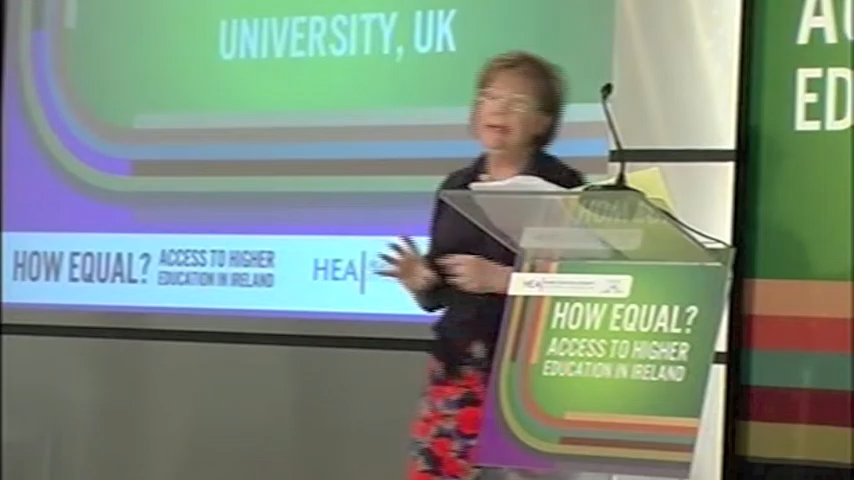 UNIVERSITY, UK
HOW EQUAL?
ACCESS TO HIGHER
EDUCATION IN IRELAND
HEA
ED
HEA
HOW EQUAL?
ACCESS TO HIGHER
EDUCATION IN IRELAND